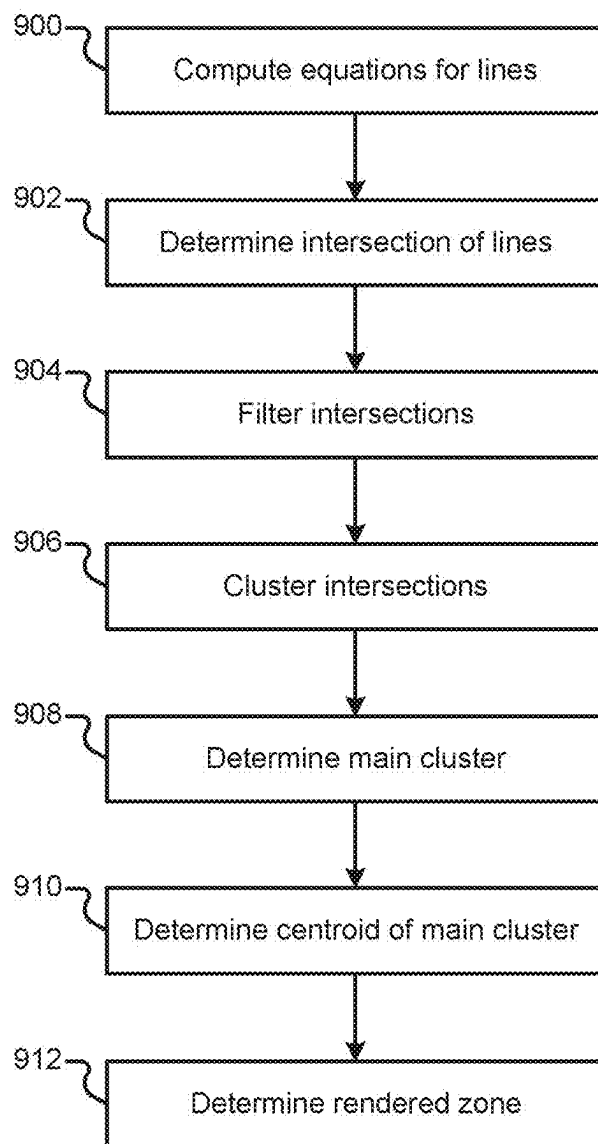 900
Compute equations for lines
902
Determine intersection of lines
904
Filter intersections
906
Cluster intersections
908
Determine main cluster
910
Determine centroid of main cluster
912
Determine rendered zone